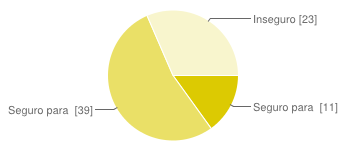 Inseguro [23]
Seguro para  [39]
Seguro para  [11]